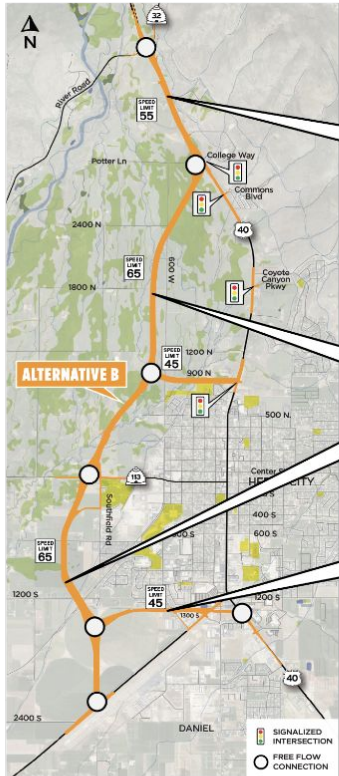 N
32
River Road
SPEED
LIMIT
55
Potter Ln
College Way
Commons
Blvd
2400 N
40
SPEED
LIMIT
65
600 W
1800 N
Coyote
Canyon
Pkwy
1200 N
SPEED
LIMIT
45
900 N
ALTERNATIVE B
500 N.
113
Center
CITY
Southfield Rd
400 S
600 S
SPEED
LIMIT
65
1200 S
SPEED
LIMIT
45
1300 S
1200 S
40
2400 S
DANIEL
SIGNALIZED
INTERSECTION
FREE FLOW
CONNECTION